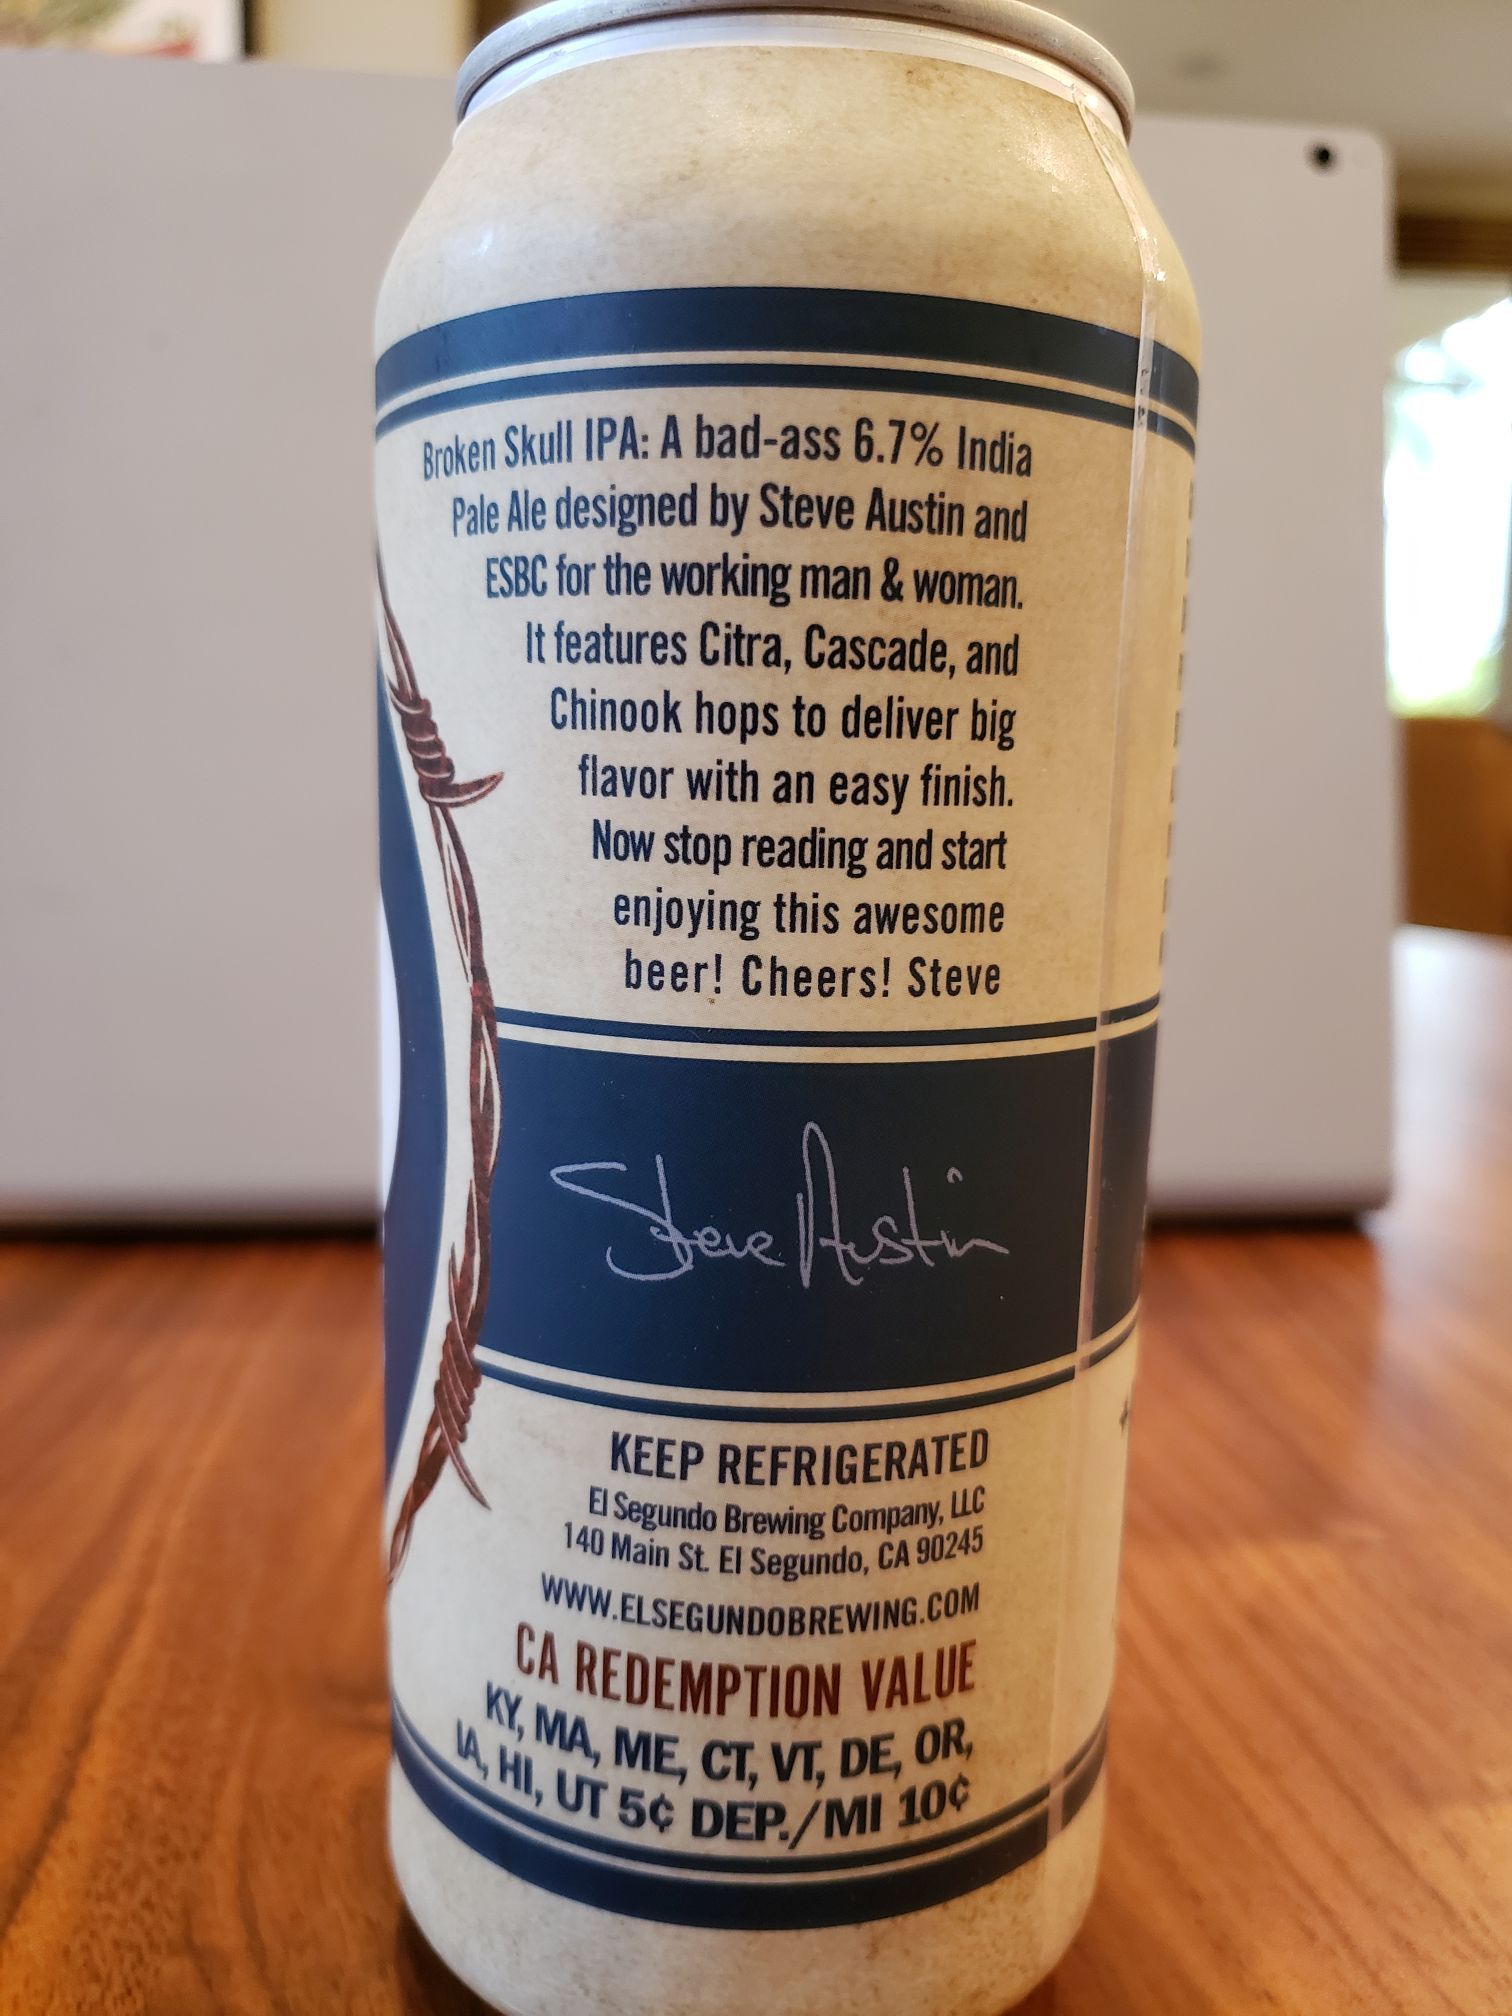 Broken Skull IPA: A bad-ass 6.7% India
Pale Ale designed by Steve Austin and
ESBC for the working man & woman.
It features Citra, Cascade, and
Chinook hops to deliver big
flavor with an easy finish.
Now stop reading and start
enjoying this awesome
beer! Cheers! Steve
Steve Austin
KEEP REFRIGERATED
El Segundo Brewing Company, LLC
140 Main St. El Segundo, CA 90245
WWW.ELSEGUNDOBREWING.COM
CA REDEMPTION VALUE
KY, MA, ME, CT, VT, DE, OR,
IA, HI, UT 5¢ DEP./MI 10¢